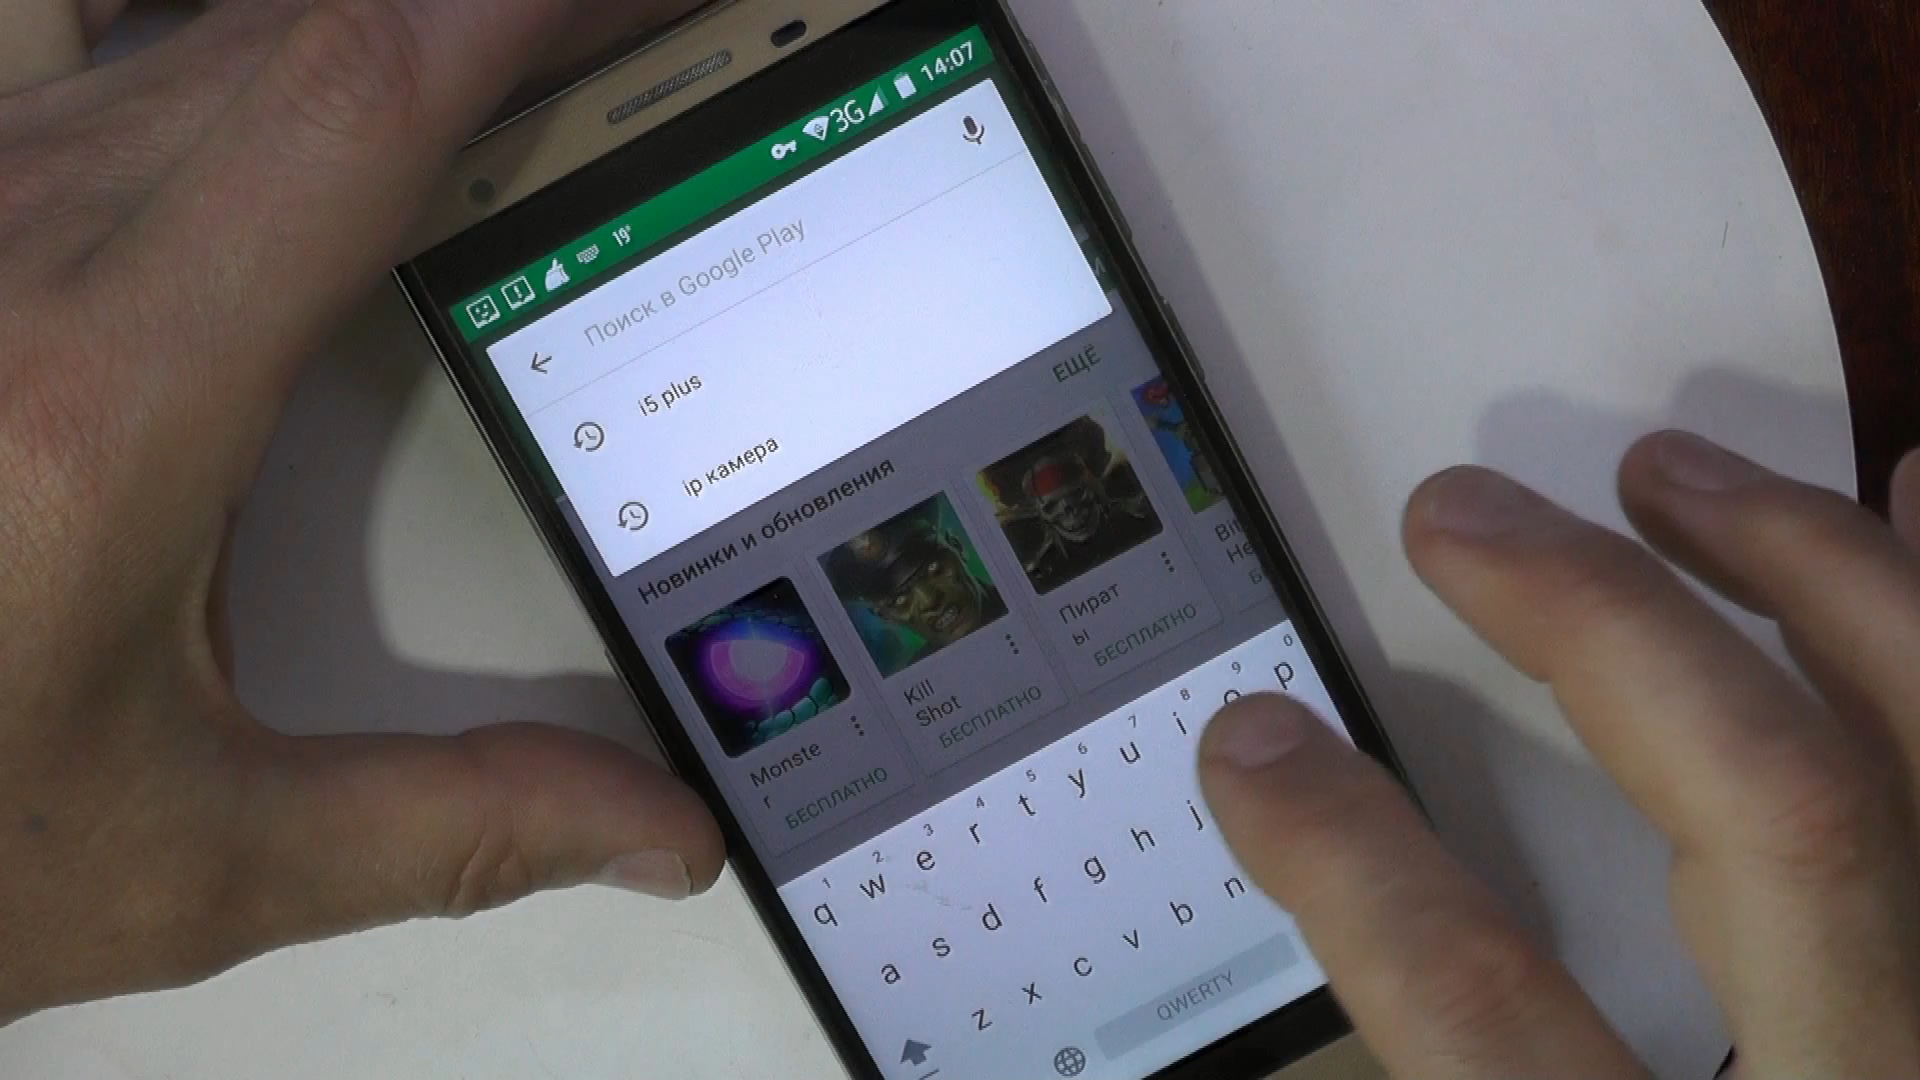 19° 3G 14:07
Поиск в Google Play
i5 plus
ip камера
ЕЩЁ
Новинки и обновления
Monste
r
БЕСПЛАТНО
Kill
Shot
БЕСПЛАТНО
Пират
ы
БЕСПЛАТНО
1 2 3 4 5 6 7 8 9 0
q w e r t y u i o p
a s d f g h j
z x c v b n
QWERTY